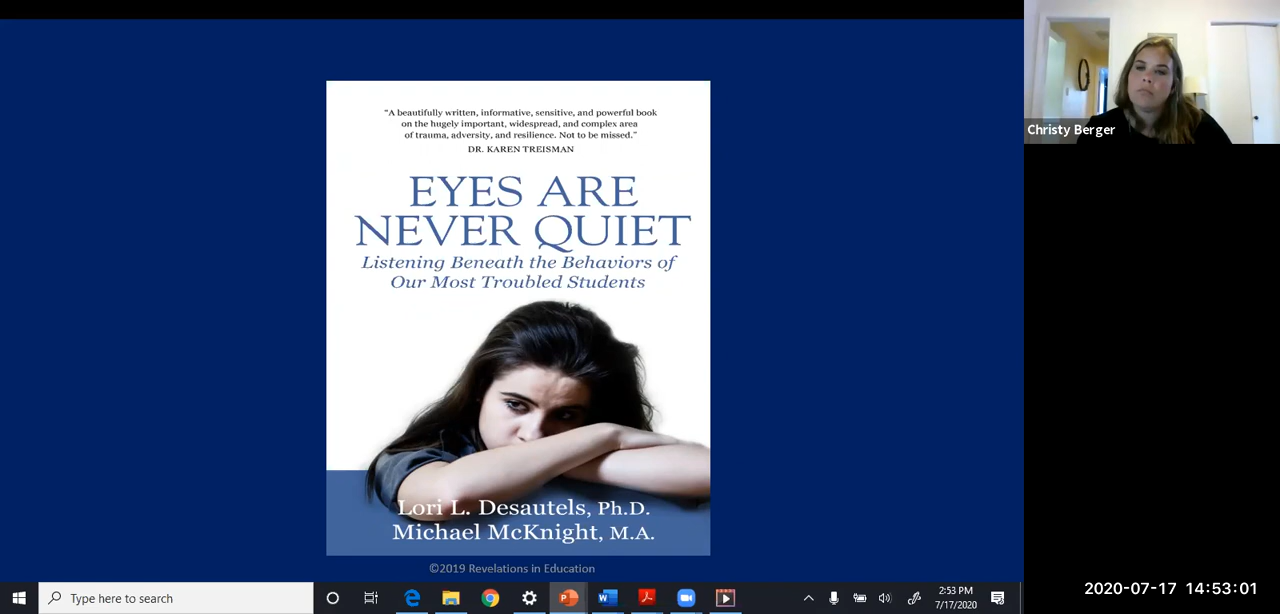 "A beautifully written, informative, sensitive, and powerful book
on the hugely important, widespread, and complex area
of trauma, adversity, and resilience. Not to be missed."
DR. KAREN TREISMAN
EYES ARE
NEVER QUIET
Listening Beneath the Behaviors of
Our Most Troubled Students
Lori L. Desautels, Ph.D.
Michael McKnight, M.A.
©2019 Revelations in Education
Christy Berger
Type here to search
2:53 PM
7/17/2020
2020-07-17 14:53:01